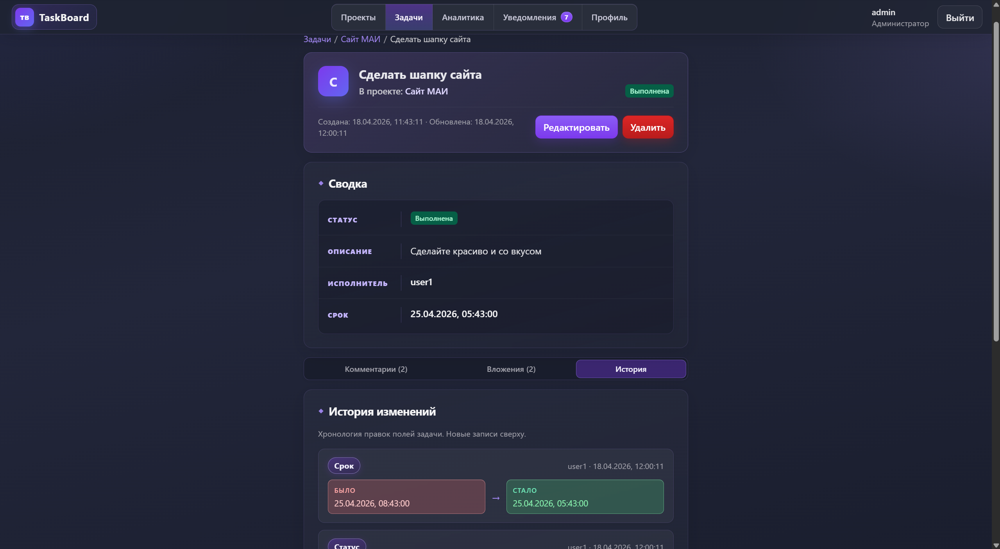 ТВ TaskBoard
Проекты
Задачи
Аналитика
Уведомления 7
Профиль
admin
Администратор
Выйти
Задачи / Сайт МАИ / Сделать шапку сайта
С
Сделать шапку сайта
В проекте: Сайт МАИ
Выполнена
Создана: 18.04.2026, 11:43:11 · Обновлена: 18.04.2026,
12:00:11
Редактировать
Удалить
Сводка
СТАТУС
Выполнена
ОПИСАНИЕ
Сделайте красиво и со вкусом
ИСПОЛНИТЕЛЬ
user1
СРОК
25.04.2026, 05:43:00
Комментарии (2)
Вложения (2)
История
История изменений
Хронология правок полей задачи. Новые записи сверху.
Срок
user1 · 18.04.2026, 12:00:11
БЫЛО
25.04.2026, 08:43:00
→
СТАЛО
25.04.2026, 05:43:00
Статус
user1 · 18.04.2026, 12:00:11